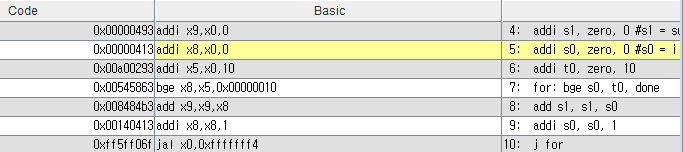 Code Basic
0x00000493 addi x9,x0,0 4: addi s1, zero, 0 #s1 = su
0x00000413 addi x8,x0,0 5: addi s0, zero, 0 #s0 = i
0x00a00293 addi x5,x0,10 6: addi t0, zero, 10
0x00545863 bge x8,x5,0x00000010 7: for: bge s0, t0, done
0x008484b3 add x9,x9,x8 8: add s1, s1, s0
0x00140413 addi x8,x8,1 9: addi s0, s0, 1
0xff5ff06f jal x0,0xfffffff4 10: j for